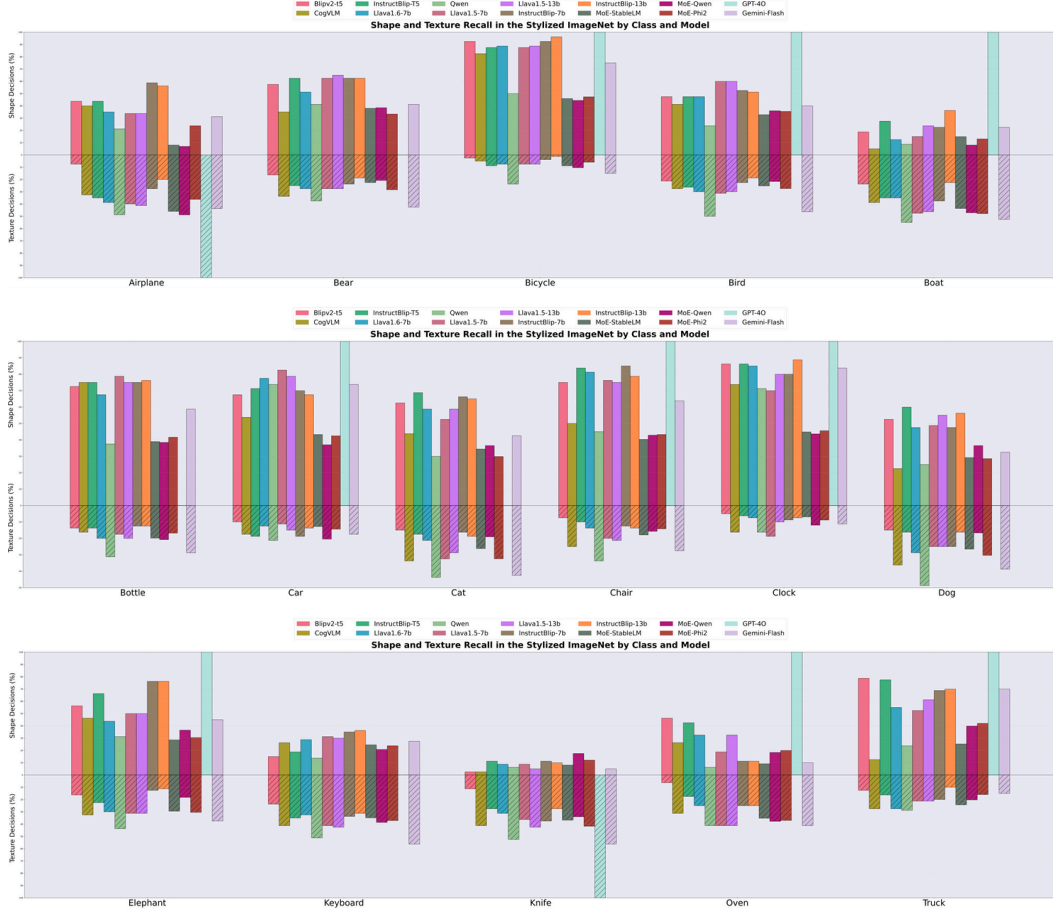 Blipv2-t5 InstructBlip-T5 Qwen Llava1.5-13b InstructBlip-13b MoE-Qwen GPT-4O
CogVLM Llava1.6-7b Llava1.5-7b InstructBlip-7b MoE-StableLM MoE-Phi2 Gemini-Flash
Shape and Texture Recall in the Stylized ImageNet by Class and Model
Shape Decisions (%)
Texture Decisions (%)
Airplane Bear Bicycle Bird Boat
Blipv2-t5 InstructBlip-T5 Qwen Llava1.5-13b InstructBlip-13b MoE-Qwen GPT-4O
CogVLM Llava1.6-7b Llava1.5-7b InstructBlip-7b MoE-StableLM MoE-Phi2 Gemini-Flash
Shape and Texture Recall in the Stylized ImageNet by Class and Model
Shape Decisions (%)
Texture Decisions (%)
Bottle Car Cat Chair Clock Dog
Blipv2-t5 InstructBlip-T5 Qwen Llava1.5-13b InstructBlip-13b MoE-Qwen GPT-4O
CogVLM Llava1.6-7b Llava1.5-7b InstructBlip-7b MoE-StableLM MoE-Phi2 Gemini-Flash
Shape and Texture Recall in the Stylized ImageNet by Class and Model
Shape Decisions (%)
Texture Decisions (%)
Elephant Keyboard Knife Oven Truck